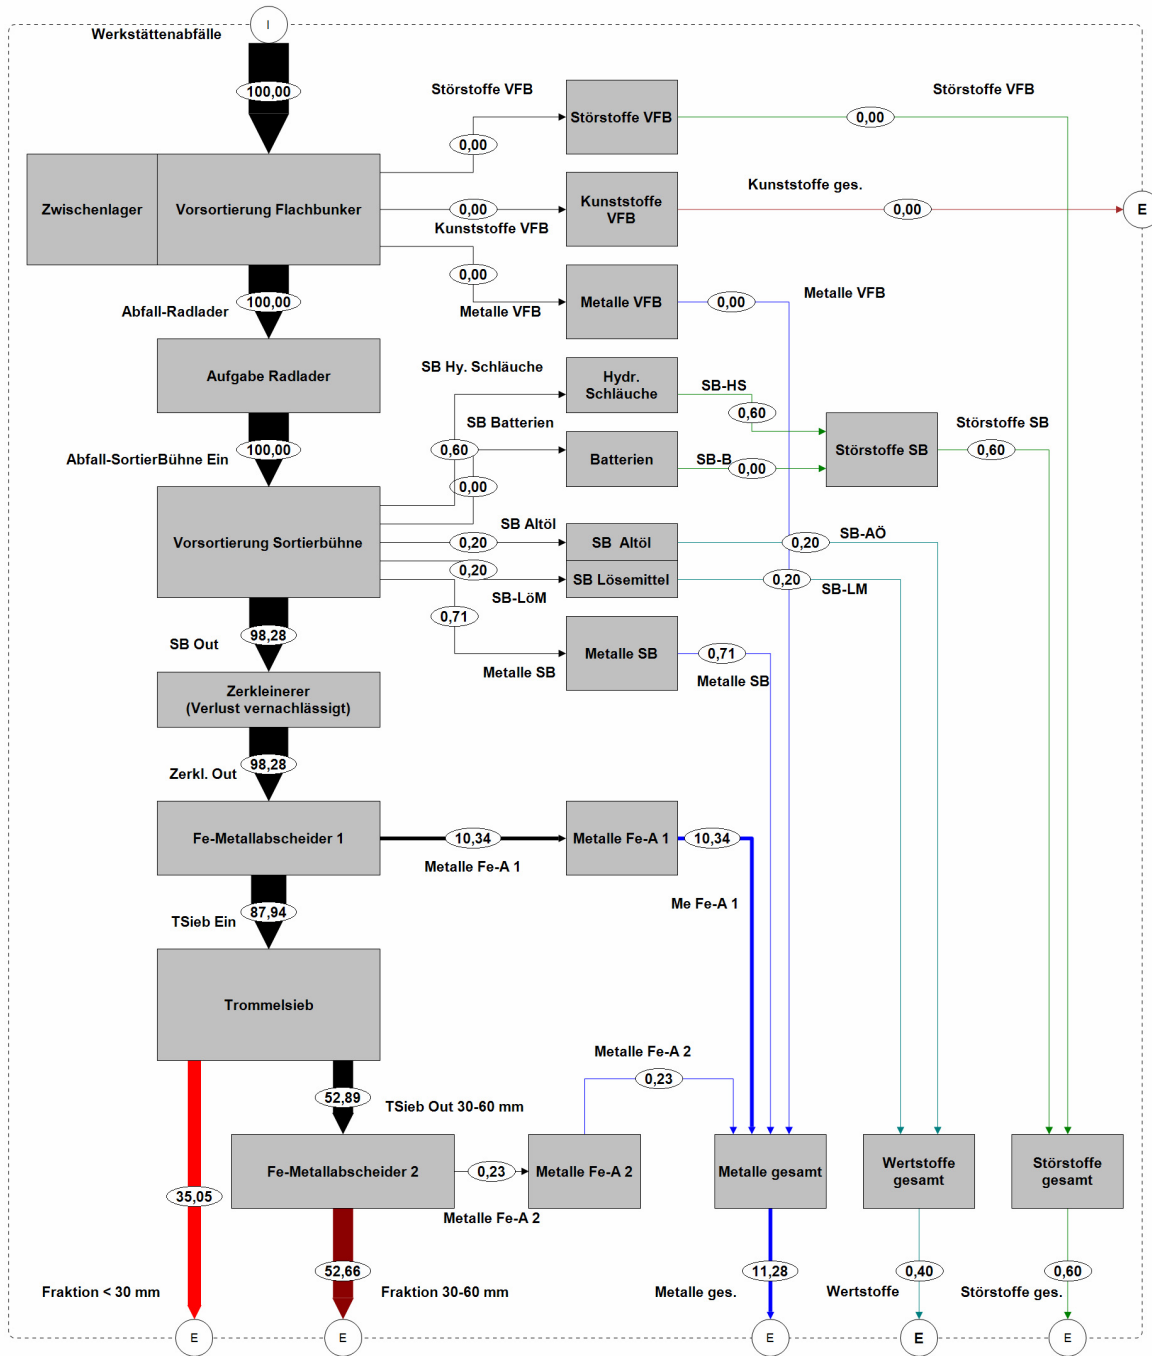 I
Werkstättenabfälle
100,00
Störstoffe VFB
Störstoffe VFB
Störstoffe VFB
0,00
0,00
Zwischenlager
Vorsortierung Flachbunker
0,00
Kunststoffe VFB
Kunststoffe
VFB
Kunststoffe ges.
0,00
E
0,00
Metalle VFB
Metalle VFB
0,00
Metalle VFB
100,00
Abfall-Radlader
Aufgabe Radlader
SB Hy. Schläuche
Hydr.
Schläuche
SB-HS
0,60
100,00
Abfall-SortierBühne Ein
0,60
SB Batterien
Batterien
SB-B
0,00
Störstoffe SB
Störstoffe SB
0,60
0,00
Vorsortierung Sortierbühne
SB Altöl
0,20
SB Altöl
0,20
SB-AÖ
0,20
SB-LöM
SB Lösemittel
0,20
SB-LM
0,71
Metalle SB
Metalle SB
0,71
Metalle SB
98,28
SB Out
Zerkleinerer
(Verlust vernachlässigt)
98,28
Zerkl. Out
Fe-Metallabscheider 1
10,34
Metalle Fe-A 1
Metalle Fe-A 1
10,34
Me Fe-A 1
87,94
TSieb Ein
Trommelsieb
Metalle Fe-A 2
0,23
52,89
TSieb Out 30-60 mm
Fe-Metallabscheider 2
0,23
Metalle Fe-A 2
Metalle Fe-A 2
Metalle gesamt
Wertstoffe
gesamt
Störstoffe
gesamt
35,05
52,66
11,28
0,40
0,60
Fraktion < 30 mm
Fraktion 30-60 mm
Metalle ges.
Wertstoffe
Störstoffe ges.
E
E
E
E
E